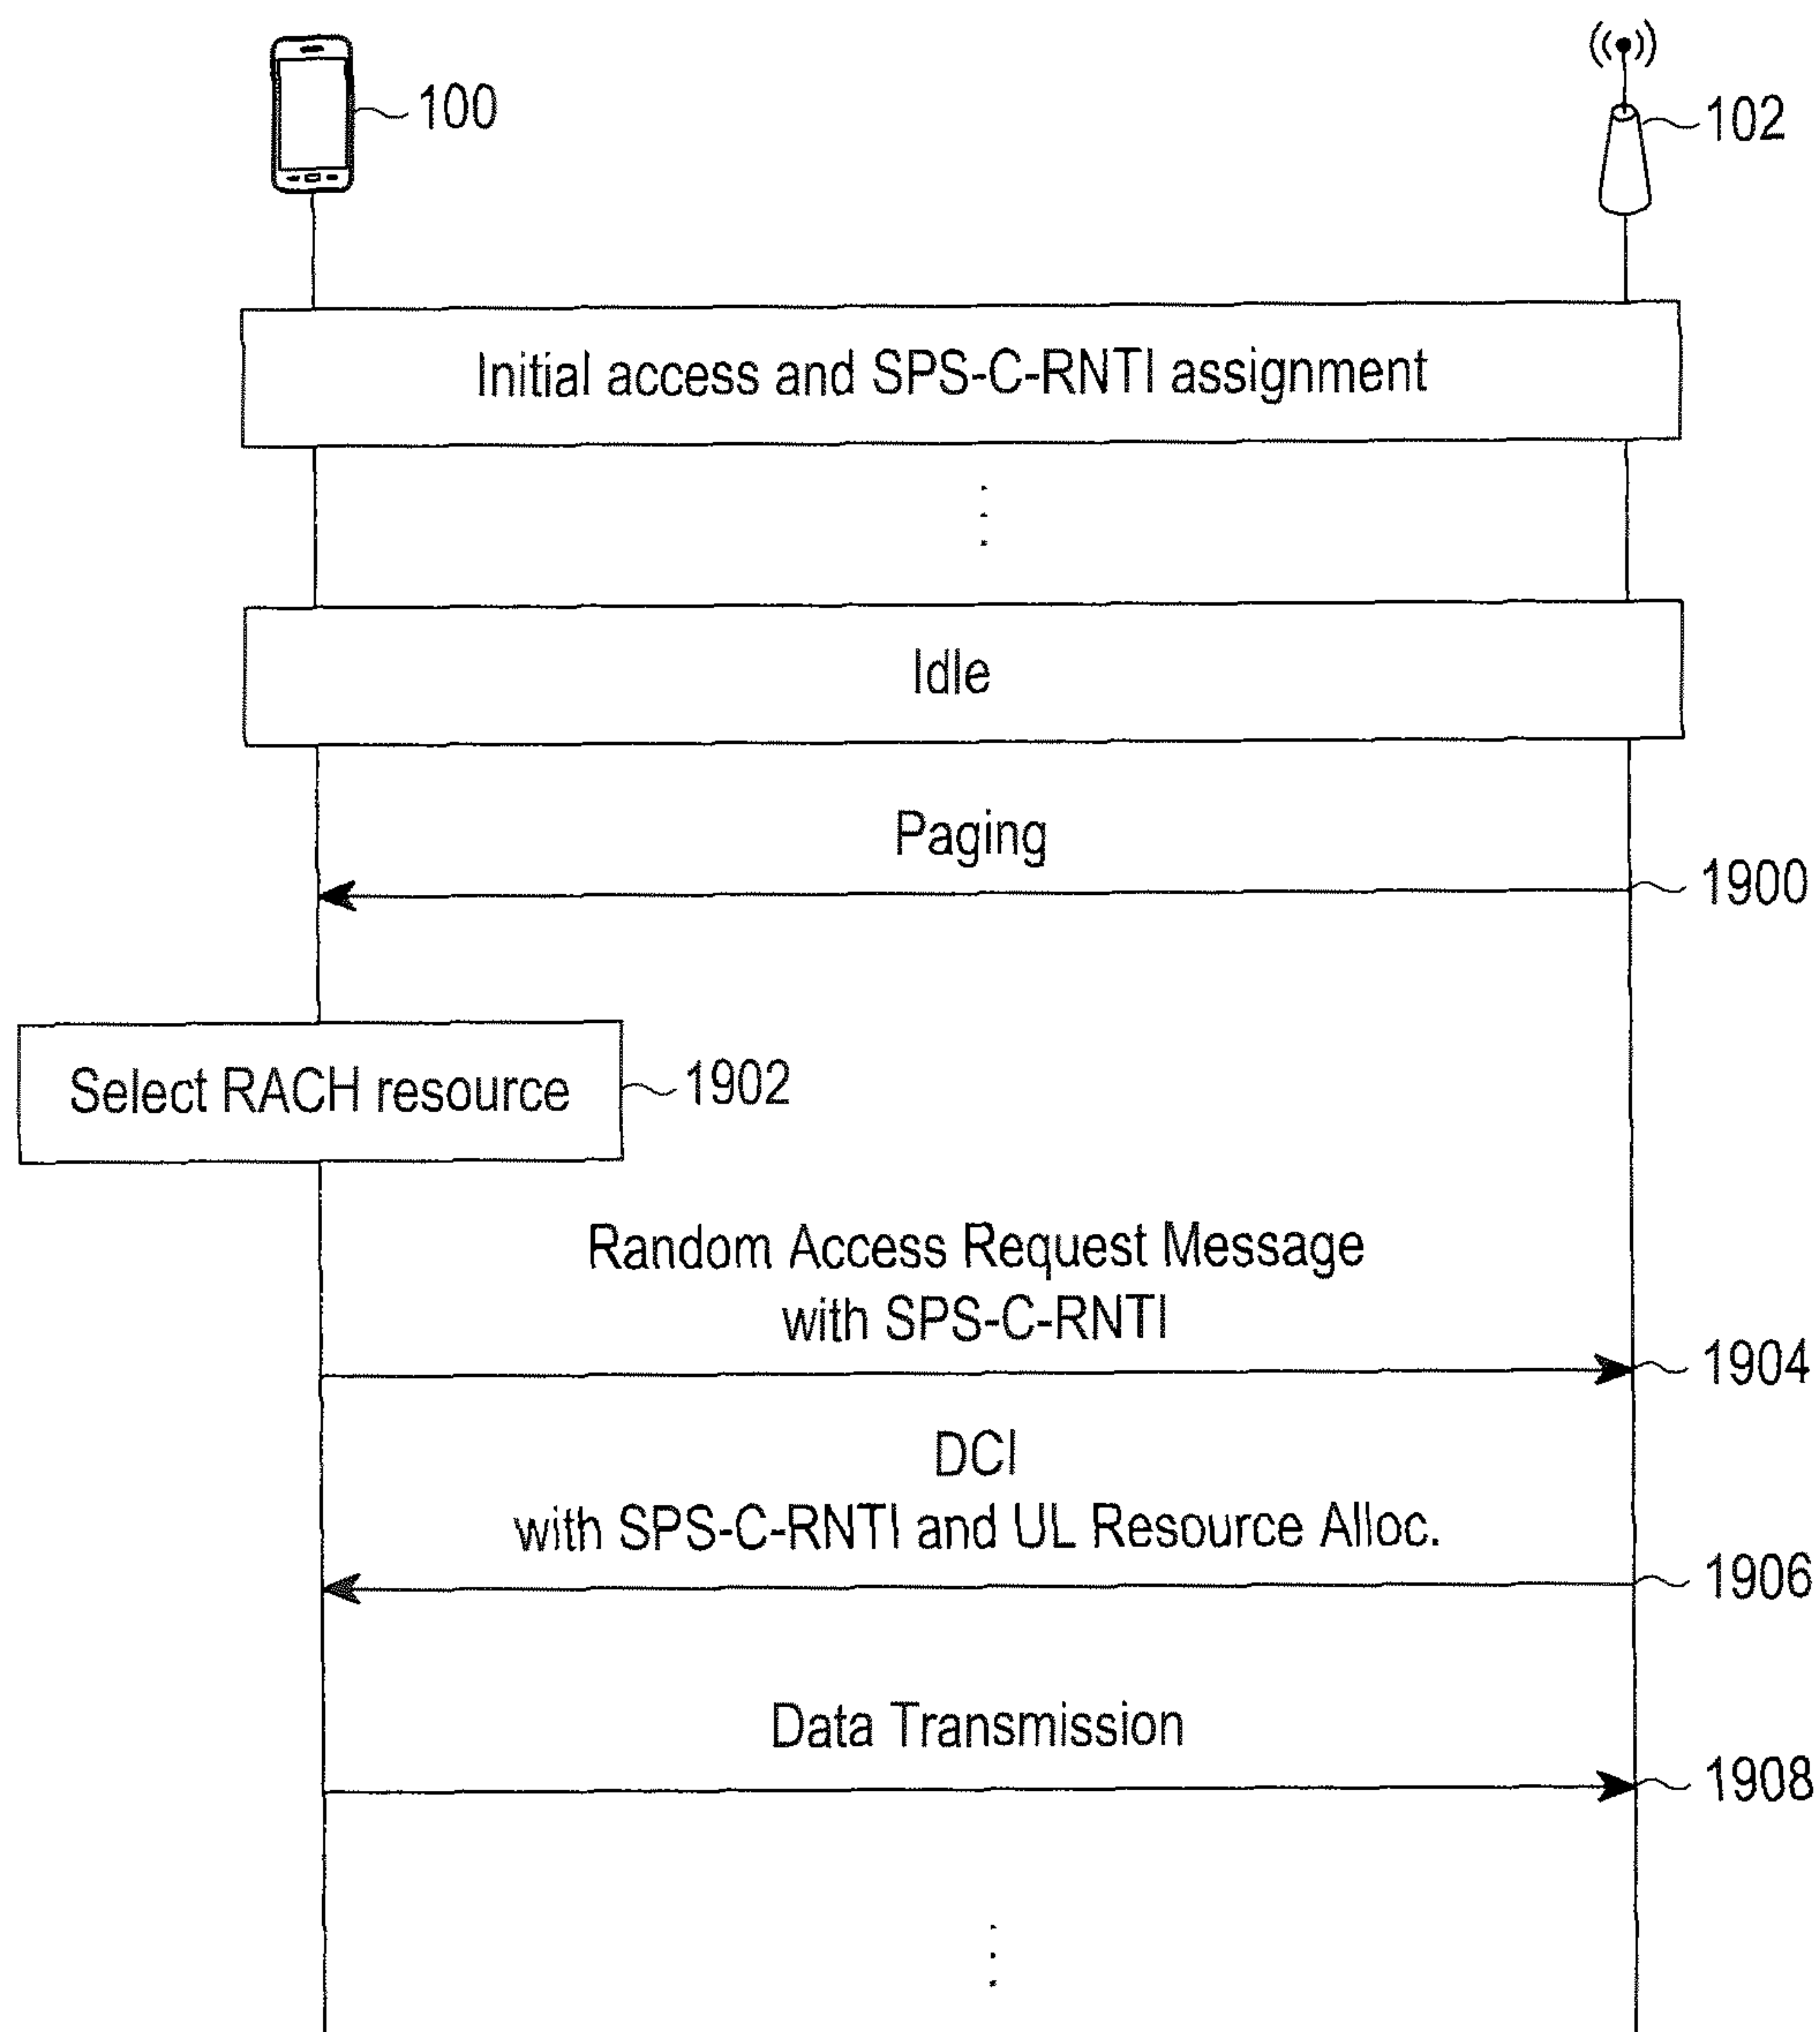 100
102
Initial access and SPS-C-RNTI assignment
Idle
Paging
1900
Select RACH resource
1902
Random Access Request Message
with SPS-C-RNTI
1904
DCI
with SPS-C-RNTI and UL Resource Alloc.
1906
Data Transmission
1908